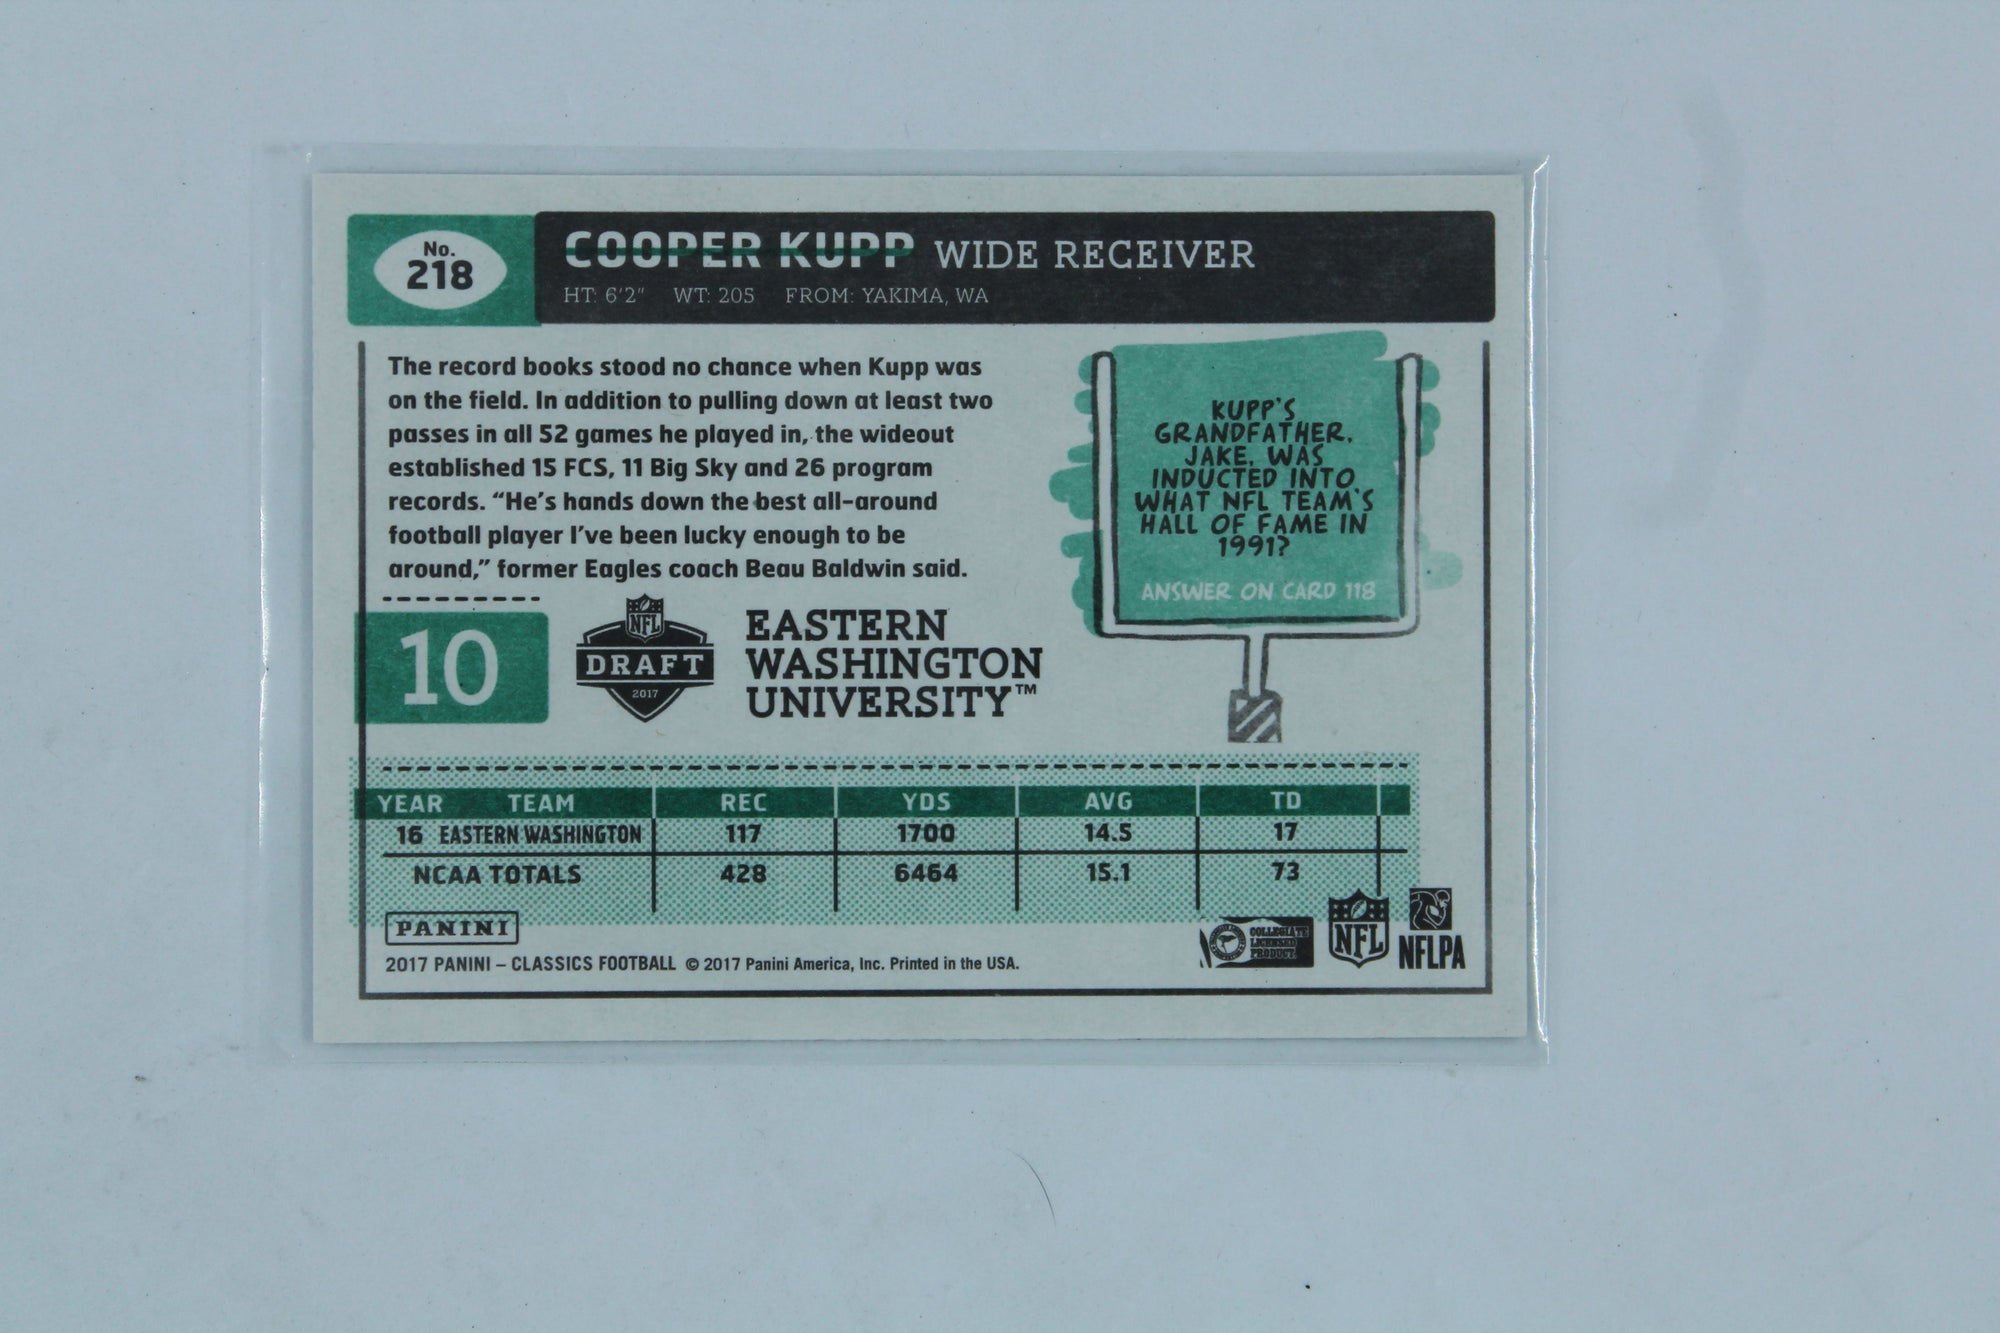 No.
218
COOPER KUPP WIDE RECEIVER
HT: 6'2" WT: 205 FROM: YAKIMA, WA
The record books stood no chance when Kupp was
on the field. In addition to pulling down at least two
passes in all 52 games he played in, the wideout
established 15 FCS, 11 Big Sky and 26 program
records. “He’s hands down the best all-around
football player I’ve been lucky enough to be
around,” former Eagles coach Beau Baldwin said.
KUPP'S
GRANDFATHER,
JAKE, WAS
INDUCTED INTO
WHAT NFL TEAM'S
HALL OF FAME IN
1991?
ANSWER ON CARD 118
10
NFL
DRAFT
2017
EASTERN
WASHINGTON
UNIVERSITY™
YEAR TEAM REC YDS AVG TD
16 EASTERN WASHINGTON 117 1700 14.5 17
NCAA TOTALS 428 6464 15.1 73
PANINI
2017 PANINI – CLASSICS FOOTBALL © 2017 Panini America, Inc. Printed in the USA.
COLLEGIATE
LICENSED
PRODUCT
NFL
NFLPA